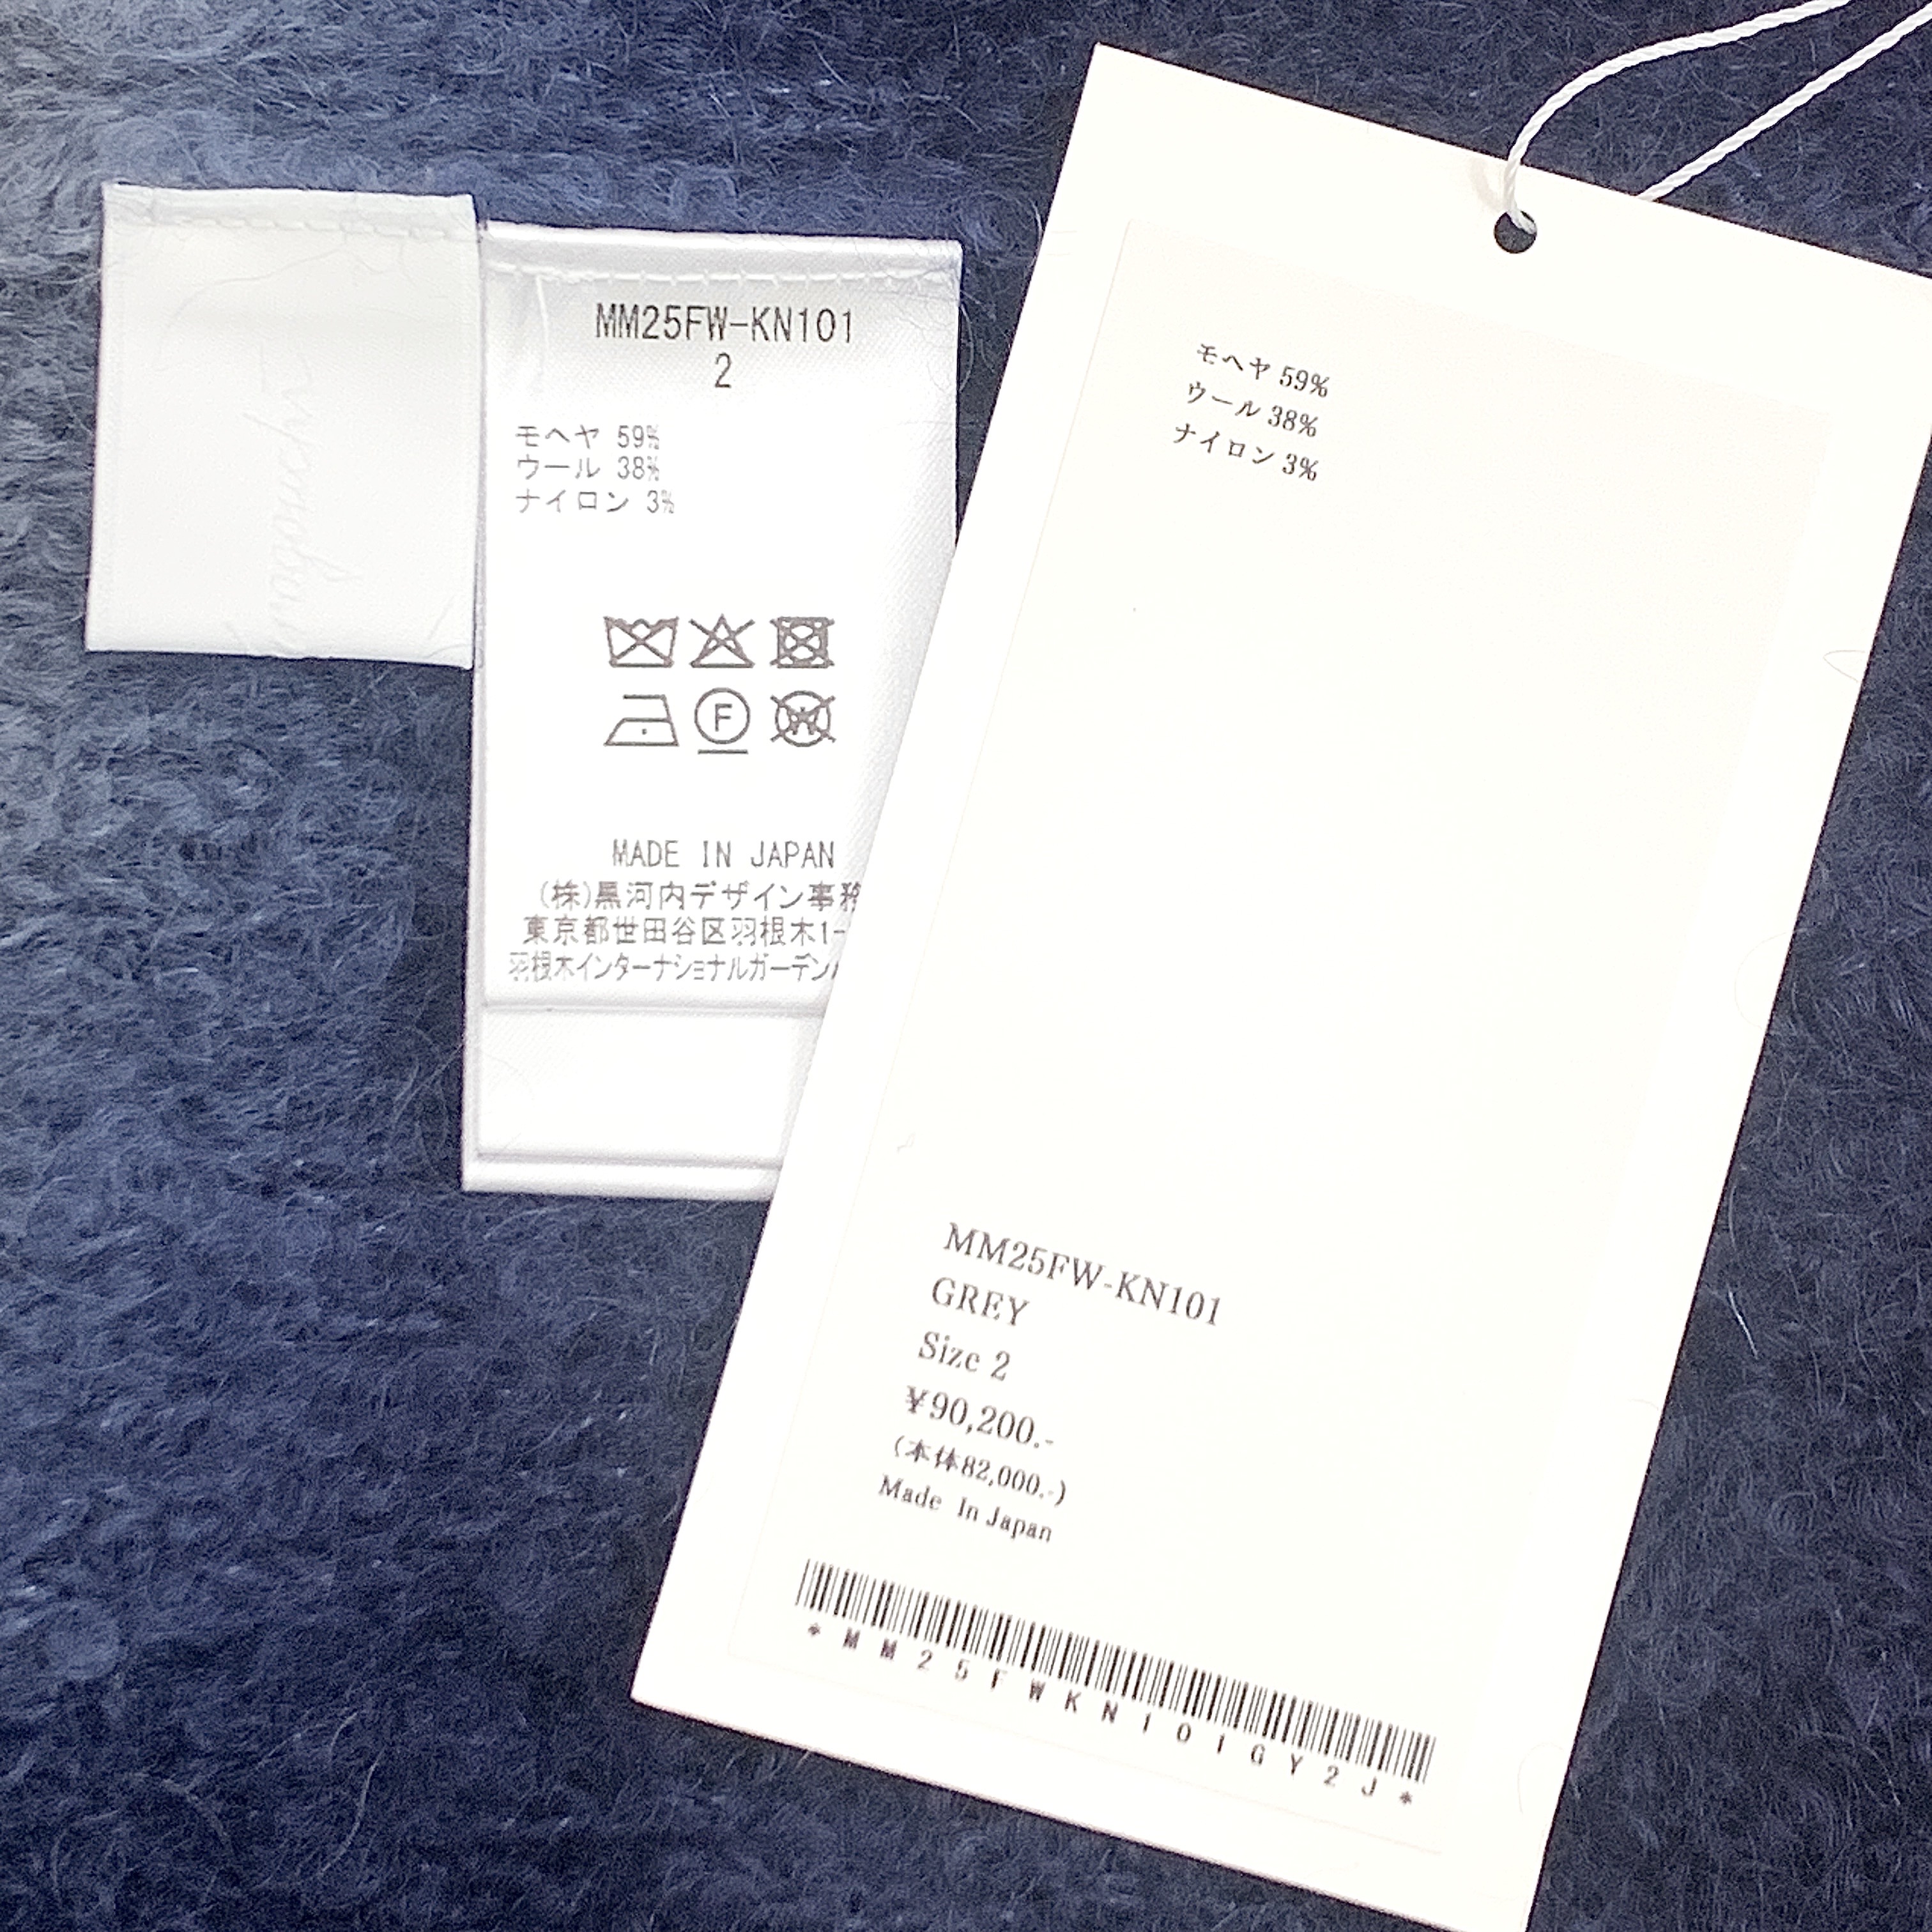 MM25FW-KN101
2
モヘヤ 59%
ウール 38%
ナイロン 3%
F
W
MADE IN JAPAN
(株)黒河内デザイン事務
東京都世田谷区羽根木1-
羽根木インターナショナルガーデン
モヘヤ 59%
ウール 38%
ナイロン 3%
MM25FW-KN101
GREY
Size 2
¥90,200.-
(本体82,000.-)
Made In Japan
*MM25FWKN101GY2J*